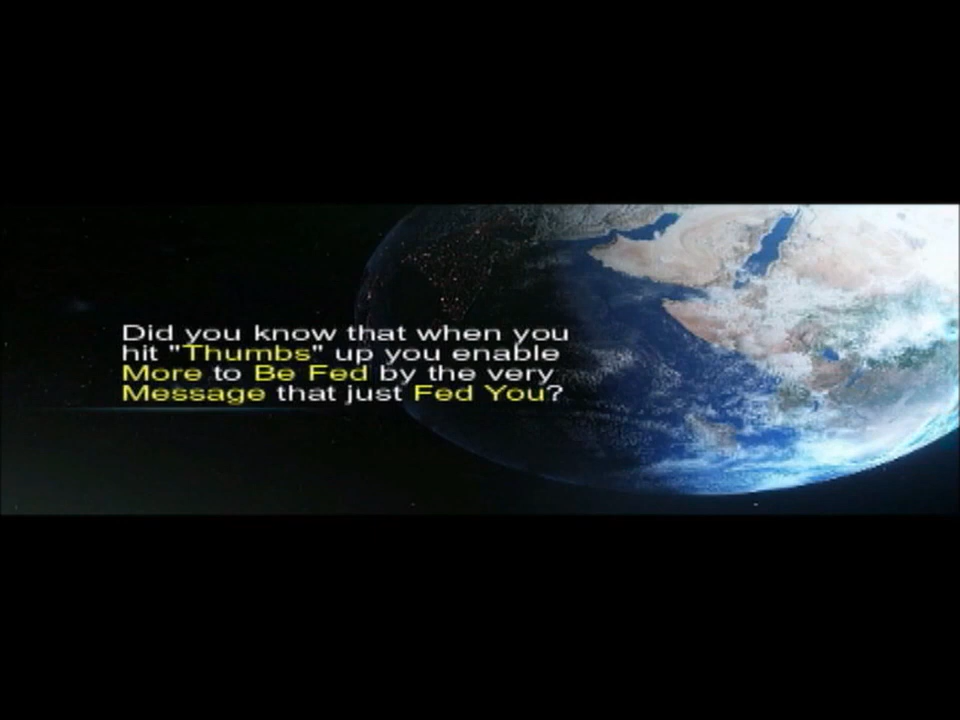 Did you know that when you
hit "Thumbs" up you enable
More to Be Fed by the very
Message that just Fed You?